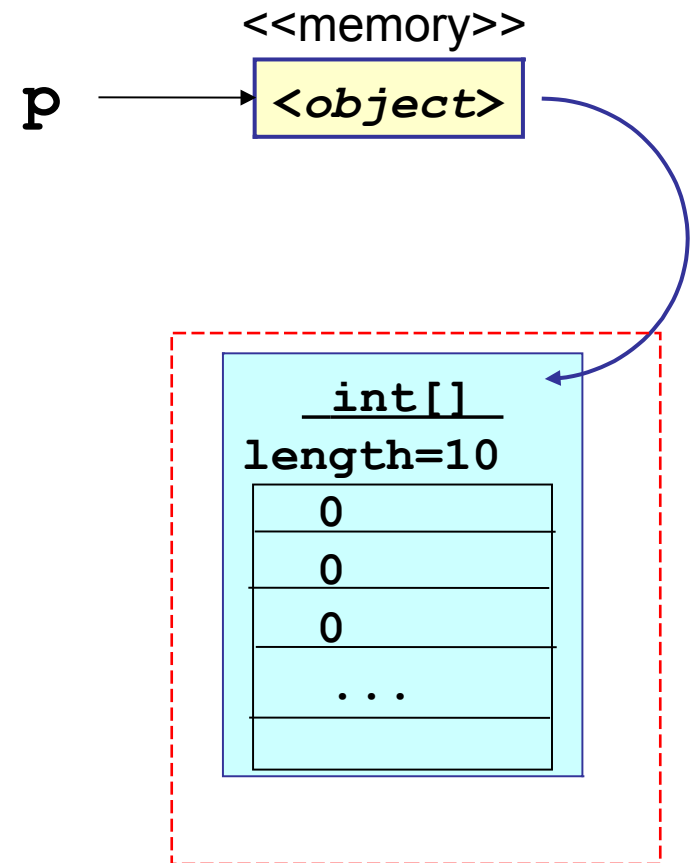 <<memory>>
p
<object>
int[]
length=10
0
0
0
...